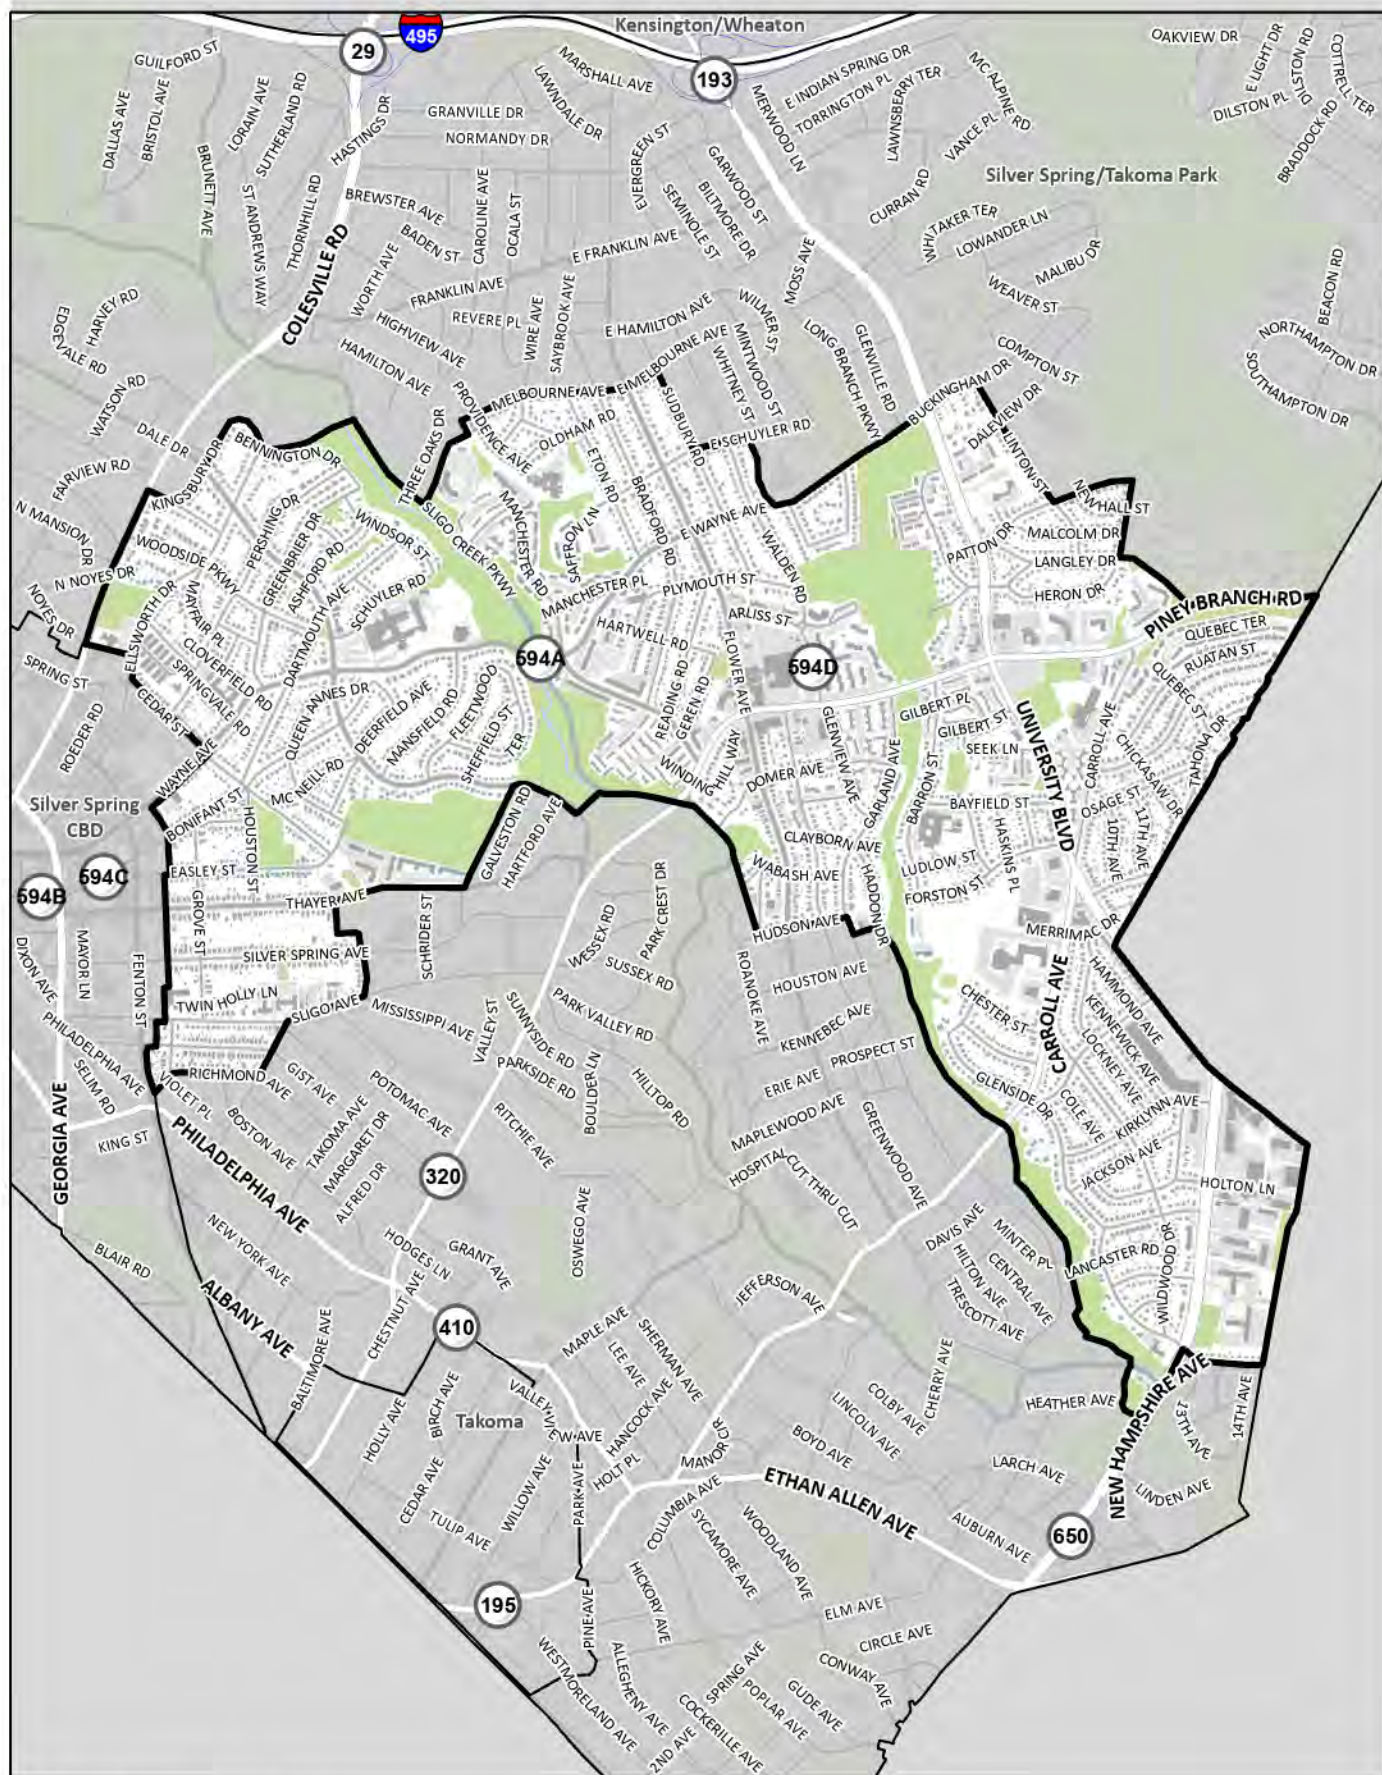 Kensington/Wheaton
495
29
193
GUILFORD ST
MARSHALL AVE
OAKVIEW DR
E LIGHT DR
DILSTON RD
COTTRELL TER
DALLAS AVE
BRISTOL AVE
LORAIN AVE
SUTHERLAND RD
HASTINGS DR
GRANVILLE DR
LAWNDALE DR
NORMANDY DR
MERWOOD LN
E INDIAN SPRING DR
TORRINGTON PL
MC ALPINE RD
LAWNSBERRY TER
VANCE PL
DILSTON PL
BRADDOCK RD
BRUNETT AVE
ST ANDREWS WAY
THORNHILL RD
BREWSTER AVE
CAROLINE AVE
OCALA ST
EVERGREEN ST
GARWOOD ST
BILTMORE DR
SEMINOLE ST
CURRAN RD
Silver Spring/Takoma Park
WHITAKER TER
LOWANDER LN
MALIBU DR
WEAVER ST
BEACON RD
COLESVILLE RD
WORTH AVE
BADEN ST
FRANKLIN AVE
E FRANKLIN AVE
MOSS AVE
HARVEY RD
EDGEVALE RD
WATSON RD
HIGHVIEW AVE
REVERE PL
WIRE AVE
SAYBROOK AVE
E HAMILTON AVE
WILMER ST
LONG BRANCH PKWY
GLENVILLE RD
COMPTON ST
NORTHAMPTON DR
SOUTHAMPTON DR
HAMILTON AVE
PROVIDENCE AVE
MELBOURNE AVE
E MELBOURNE AVE
MINTWOOD ST
WHITNEY ST
BUCKINGHAM DR
DALEVIEW DR
LINTON ST
DALE DR
FAIRVIEW RD
N MANSION DR
KINGSBURY DR
BENNINGTON DR
THREE OAKS DR
OLDHAM RD
ETON RD
SUDBURY RD
E SCHUYLER RD
NEWHALL ST
PERSHING DR
WINDSOR ST
SLIGO CREEK PKWY
MANCHESTER RD
SAFFRON LN
BRADFORD RD
E WAYNE AVE
WALDEN RD
PATTON DR
MALCOLM DR
LANGLEY DR
WOODSIDE PKWY
GREENBRIER DR
ASHFORD RD
DARTMOUTH AVE
SCHUYLER RD
N NOYES DR
NOYES DR
ELLSWORTH DR
MAYFAIR PL
CLOVERFIELD RD
SPRINGVALE RD
MANCHESTER PL
PLYMOUTH ST
ARLISS ST
HARTWELL RD
HERON DR
PINEY BRANCH RD
QUEBEC TER
RUATAN ST
QUEBEC ST
SPRING ST
CEDAR ST
594A
594D
QUEEN ANNES DR
DEERFIELD AVE
MANSFIELD RD
FLEETWOOD
TER
SHEFFIELD ST
READING RD
GEREN RD
FLOWER AVE
GLENVIEW AVE
GILBERT PL
GILBERT ST
SEEK LN
UNIVERSITY BLVD
CARROLL AVE
CHICKASAW DR
TAHONA DR
ROEDER RD
WAYNE AVE
MC NEILL RD
BONIFANT ST
HOUSTON ST
WINDING
HILL WAY
DOMER AVE
GARLAND AVE
BARRON ST
BAYFIELD ST
HASKINS PL
OSAGE ST
10TH AVE
11TH AVE
Silver Spring
CBD
594C
594B
EASLEY ST
GROVE ST
THAYER AVE
GALVESTON RD
HARTFORD AVE
CLAYBORN AVE
WABASH AVE
HADDON DR
LUDLOW ST
FORSTON ST
DIXON AVE
MAYOR LN
FENTON ST
SILVER SPRING AVE
SCHRIDER ST
WESSEX RD
PARK CREST DR
SUSSEX RD
HUDSON AVE
HOUSTON AVE
ROANOKE AVE
MERRIMAC DR
HAMMOND AVE
KENNEWICK AVE
LOCKNEY AVE
CARROLL AVE
CHESTER ST
TWIN HOLLY LN
SLIGO AVE
MISSISSIPPI AVE
VALLEY ST
SUNNYSIDE RD
PARK VALLEY RD
KENNEBEC AVE
PROSPECT ST
PHILADELPHIA AVE
SELIM RD
RICHMOND AVE
GIST AVE
POTOMAC AVE
PARKSIDE RD
BOULDER LN
HILLTOP RD
ERIE AVE
MAPLEWOOD AVE
GREENWOOD AVE
GLENSIDE DR
COLE AVE
KIRKLYNN AVE
JACKSON AVE
HOLTON LN
GEORGIA AVE
KING ST
VIOLET PL
BOSTON AVE
TAKOMA AVE
MARGARET DR
ALFRED DR
RITCHIE AVE
HOSPITAL
CUT THRU CUT
PHILADELPHIA AVE
320
OSWEGO AVE
DAVIS AVE
MINTER PL
HILTON AVE
CENTRAL AVE
TRESCOTT AVE
LANCASTER RD
WILDWOOD DR
BLAIR RD
NEW YORK AVE
ALBANY AVE
HODGES LN
GRANT AVE
CHESTNUT AVE
BALTIMORE AVE
410
MAPLE AVE
LEE AVE
SHERMAN AVE
JEFFERSON AVE
HOLLY AVE
BIRCH AVE
Takoma
VALLEY VIEW AVE
HANCOCK AVE
MANOR CIR
HOLT PL
COLBY AVE
LINCOLN AVE
CHERRY AVE
BOYD AVE
HEATHER AVE
NEW HAMPSHIRE AVE
13TH AVE
14TH AVE
CEDAR AVE
TULIP AVE
WILLOW AVE
PARK AVE
COLUMBIA AVE
SYCAMORE AVE
WOODLAND AVE
ETHAN ALLEN AVE
LARCH AVE
LINDEN AVE
AUBURN AVE
650
195
PINE AVE
HICKORY AVE
ELM AVE
CIRCLE AVE
WESTMORELAND AVE
ALLEGHENY AVE
SPRING AVE
POPLAR AVE
CONWAY AVE
GUDE AVE
2ND AVE
COCKERILLE AVE